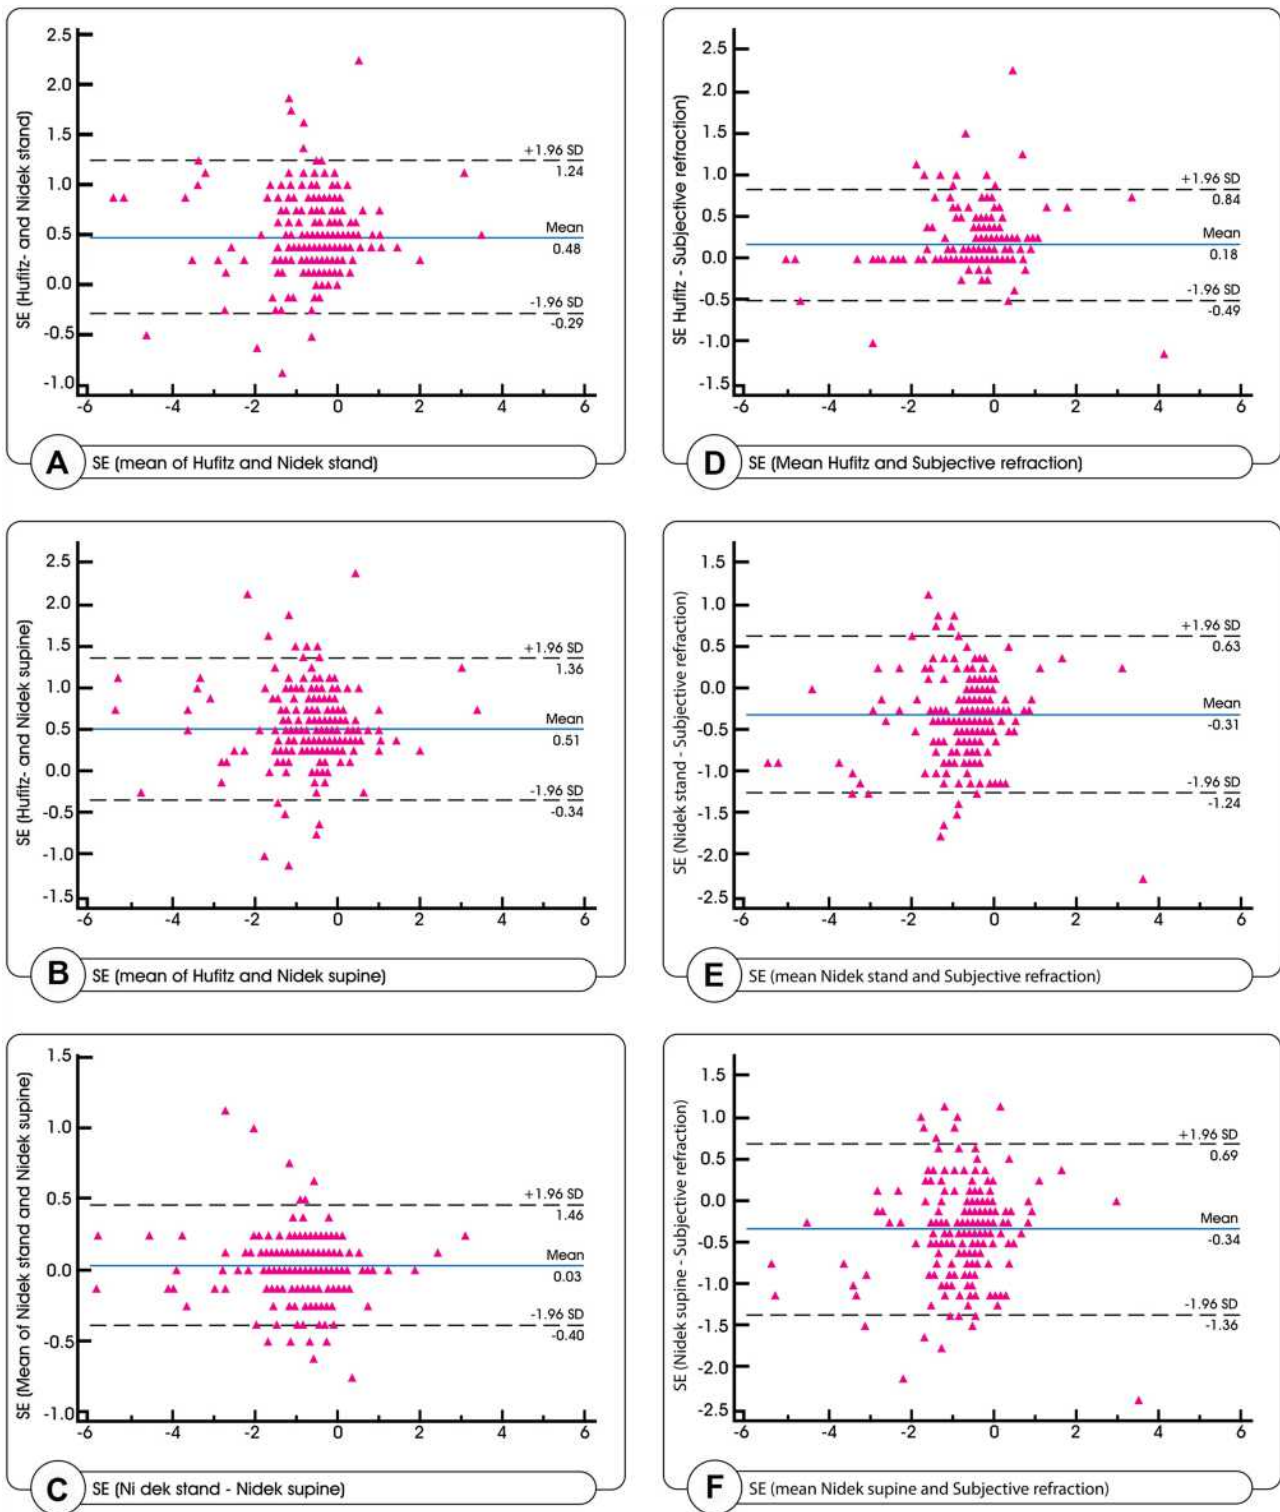 SE (Hufitz- and Nidek stand)
2.5
2.0
1.5
1.0
0.5
0.0
-0.5
-1.0
+1.96 SD
1.24
Mean
0.48
-1.96 SD
-0.29
-6 -4 -2 0 2 4 6
A SE (mean of Hufitz and Nidek stand)
SE Hufitz - Subjective refraction)
2.5
2.0
1.5
1.0
0.5
0.0
-0.5
-1.0
-1.5
+1.96 SD
0.84
Mean
0.18
-1.96 SD
-0.49
-6 -4 -2 0 2 4 6
D SE (Mean Hufitz and Subjective refraction)
SE (Hufitz- and Nidek supine)
2.5
2.0
1.5
1.0
0.5
0.0
-0.5
-1.0
-1.5
+1.96 SD
1.36
Mean
0.51
-1.96 SD
-0.34
-6 -4 -2 0 2 4 6
B SE (mean of Hufitz and Nidek supine)
SE (Nidek stand - Subjective refraction)
1.5
1.0
0.5
0.0
-0.5
-1.0
-1.5
-2.0
-2.5
+1.96 SD
0.63
Mean
-0.31
-1.96 SD
-1.24
-6 -4 -2 0 2 4 6
E SE (mean Nidek stand and Subjective refraction)
SE (Mean of Nidek stand and Nidek supine)
1.5
1.0
0.5
0.0
-0.5
-1.0
+1.96 SD
1.46
Mean
0.03
-1.96 SD
-0.40
-6 -4 -2 0 2 4 6
C SE (Ni dek stand - Nidek supine)
SE (Nidek supine - Subjective refraction)
1.5
1.0
0.5
0.0
-0.5
-1.0
-1.5
-2.0
-2.5
+1.96 SD
0.69
Mean
-0.34
-1.96 SD
-1.36
-6 -4 -2 0 2 4 6
F SE (mean Nidek supine and Subjective refraction)